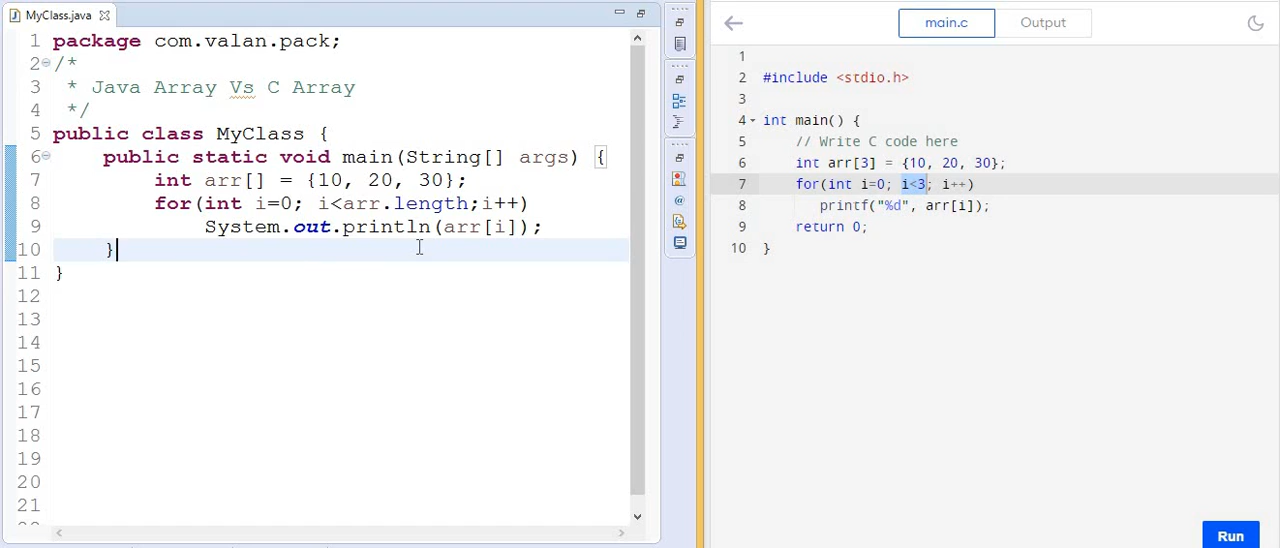 MyClass.java
1 package com.valan.pack;
2 /*
3 * Java Array Vs C Array
4 */
5 public class MyClass {
6 public static void main(String[] args) {
7 int arr[] = {10, 20, 30};
8 for(int i=0; i<arr.length;i++)
9 System.out.println(arr[i]);
10 }
11 }
12
13
14
15
16
17
18
19
20
21
main.c Output
1
2 #include <stdio.h>
3
4 int main() {
5 // Write C code here
6 int arr[3] = {10, 20, 30};
7 for(int i=0; i<3; i++)
8 printf("%d", arr[i]);
9 return 0;
10 }
Run